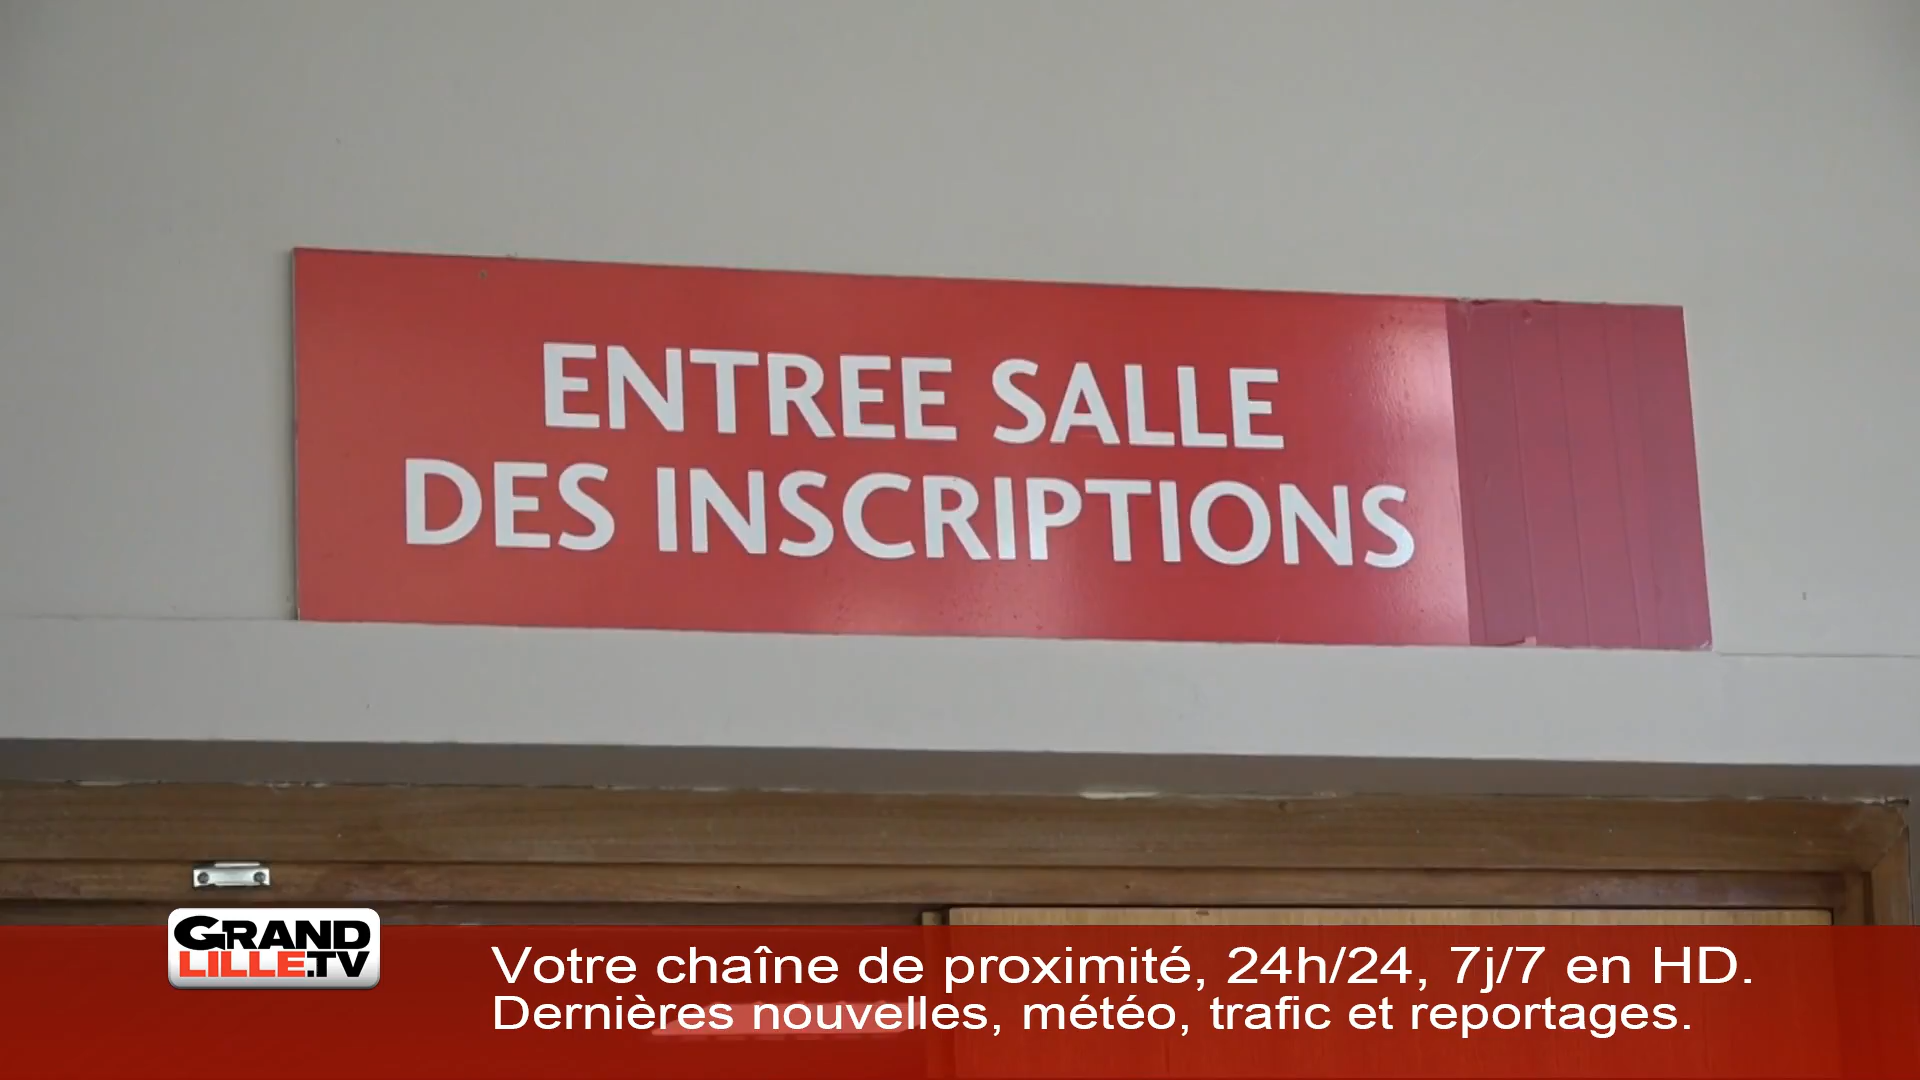 ENTREE SALLE
DES INSCRIPTIONS
GRAND
LILLE.TV
Votre chaîne de proximité, 24h/24, 7j/7 en HD.
Dernières nouvelles, météo, trafic et reportages.